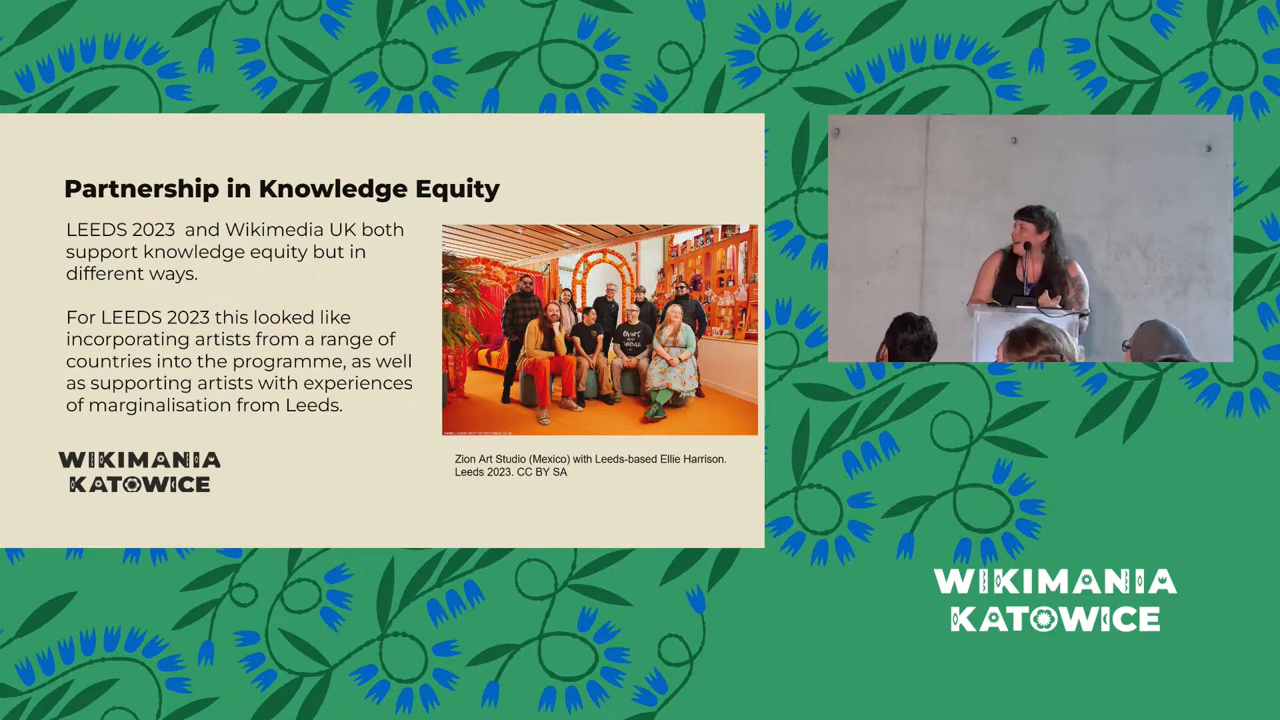 Partnership in Knowledge Equity
LEEDS 2023 and Wikimedia UK both
support knowledge equity but in
different ways.
For LEEDS 2023 this looked like
incorporating artists from a range of
countries into the programme, as well
as supporting artists with experiences
of marginalisation from Leeds.
Zion Art Studio (Mexico) with Leeds-based Ellie Harrison.
Leeds 2023. CC BY SA
WIKIMANIA
KATOWICE
WIKIMANIA
KATOWICE